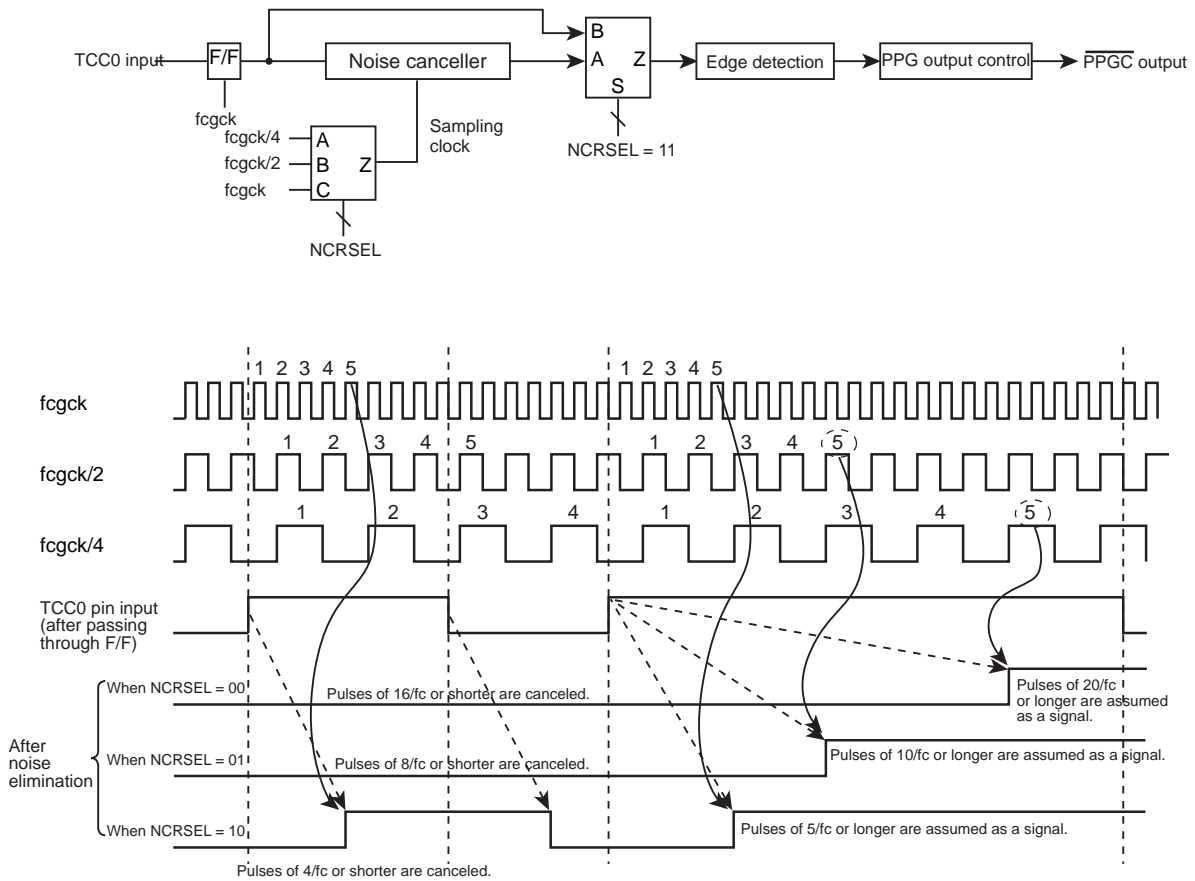 TCC0 input
F/F
Noise canceller
B
A
Z
S
Edge detection
PPG output control
PPGC output
fcgck
fcgck/4
fcgck/2
fcgck
A
B
C
Z
Sampling
clock
NCRSEL = 11
NCRSEL
1 2 3 4 5
1 2 3 4 5
fcgck
1 2 3 4 5
1 2 3 4 5
fcgck/2
1 2 3 4
1 2 3 4 5
fcgck/4
TCC0 pin input
(after passing
through F/F)
When NCRSEL = 00
Pulses of 16/fc or shorter are canceled.
Pulses of 20/fc
or longer are assumed
as a signal.
After
noise
elimination
When NCRSEL = 01
Pulses of 8/fc or shorter are canceled.
Pulses of 10/fc or longer are assumed as a signal.
When NCRSEL = 10
Pulses of 5/fc or longer are assumed as a signal.
Pulses of 4/fc or shorter are canceled.